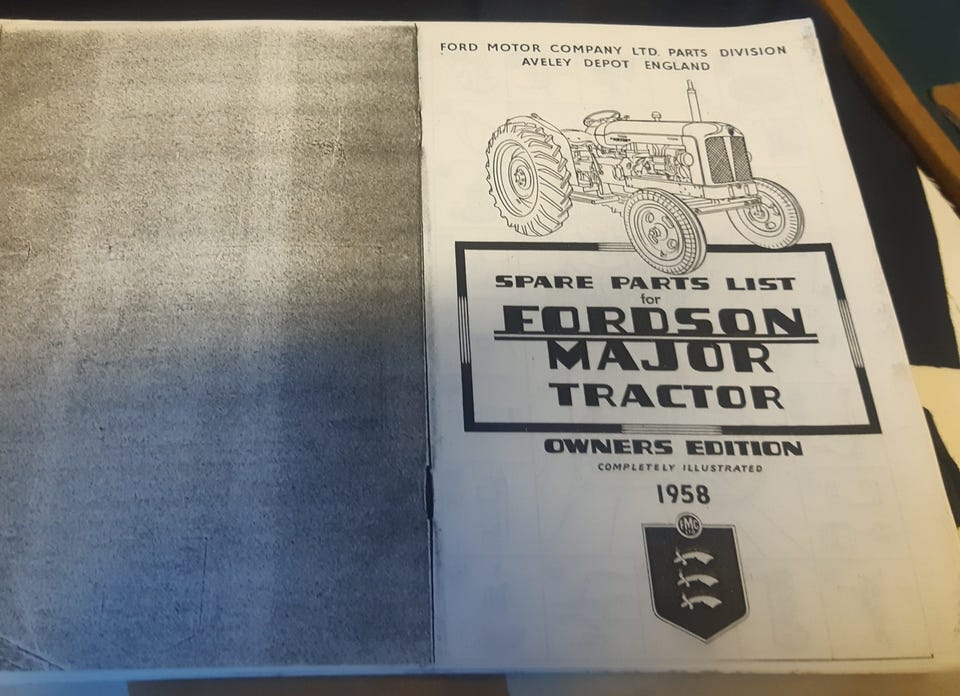 FORD MOTOR COMPANY LTD. PARTS DIVISION
AVELEY DEPOT ENGLAND
SPARE PARTS LIST
for
FORDSON
MAJOR
TRACTOR
OWNERS EDITION
COMPLETELY ILLUSTRATED
1958
FMC